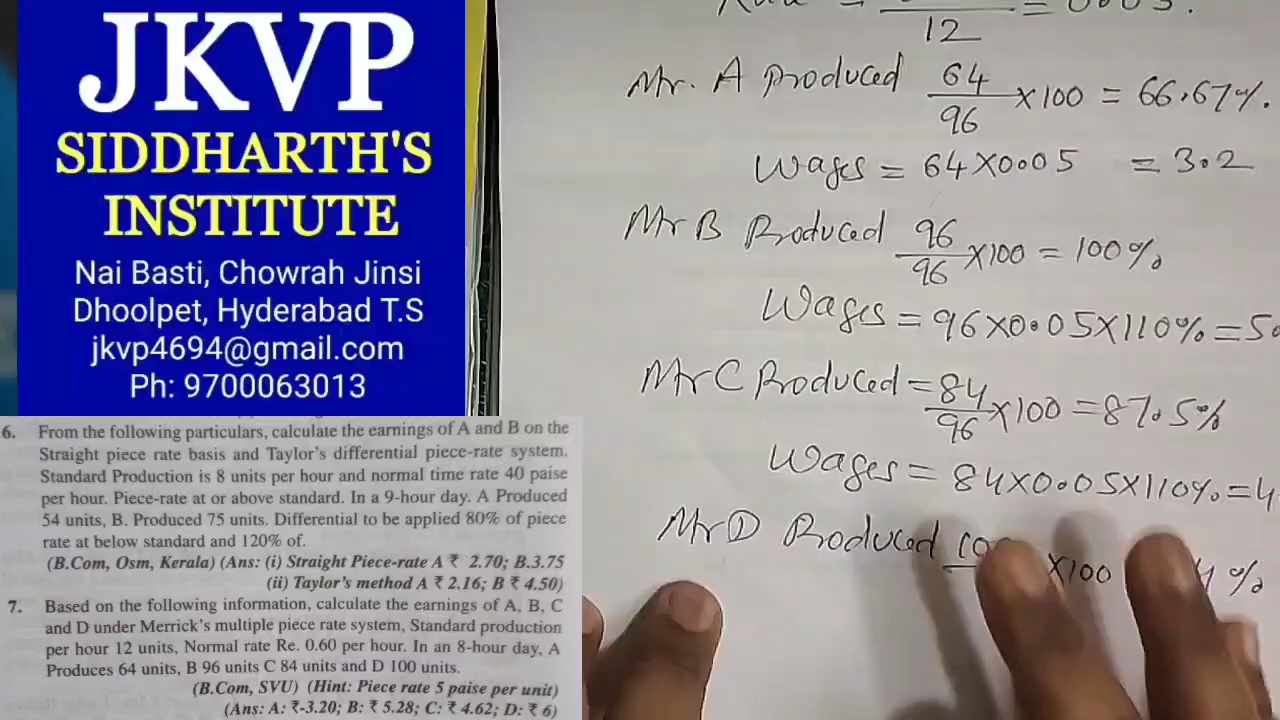 JKVP
SIDDHARTH'S
INSTITUTE
Nai Basti, Chowrah Jinsi
Dhoolpet, Hyderabad T.S
jkvp4694@gmail.com
Ph: 9700063013
6. From the following particulars, calculate the earnings of A and B on the
Straight piece rate basis and Taylor's differential piece-rate system.
Standard Production is 8 units per hour and normal time rate 40 paise
per hour. Piece-rate at or above standard. In a 9-hour day. A Produced
54 units, B. Produced 75 units. Differential to be applied 80% of piece
rate at below standard and 120% of.
(B.Com, Osm, Kerala) (Ans: (i) Straight Piece-rate A ₹ 2.70; B.3.75
(ii) Taylor's method A ₹ 2.16; B ₹ 4.50)
7. Based on the following information, calculate the earnings of A, B, C
and D under Merrick's multiple piece rate system, Standard production
per hour 12 units, Normal rate Re. 0.60 per hour. In an 8-hour day, A
Produces 64 units, B 96 units C 84 units and D 100 units.
(B.Com, SVU) (Hint: Piece rate 5 paise per unit)
(Ans: A: ₹-3.20; B: ₹ 5.28; C: ₹ 4.62; D: ₹ 6)
12
Mr. A Produced 64/96 ×100 = 66.67%.
Wages = 64×0.05 = 3.2
Mr B Produced 96/96 ×100 = 100%
Wages = 96×0.05×110% = 5.
Mr C Produced = 84/96 ×100 = 87.5%
Wages = 84×0.05×110% = 4
Mr D Produced ×100 %